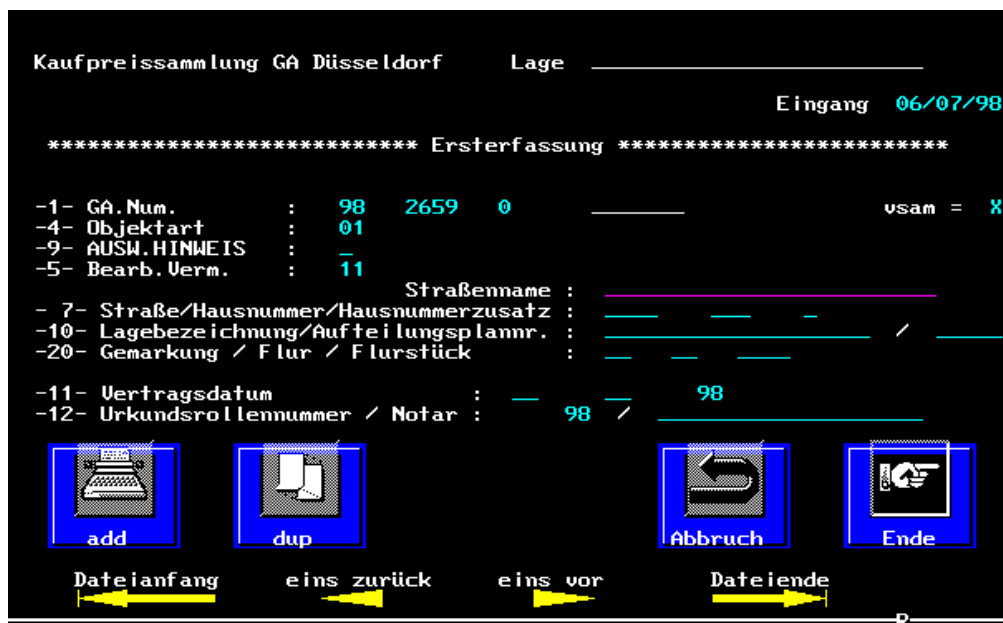 Kaufpreissammlung GA Düsseldorf Lage
Eingang 06/07/98
**************************** Ersterfassung *************************
-1- GA.Num. : 98 2659 0 vsam = X
-4- Objektart : 01
-9- AUSW.HINWEIS :
-5- Bearb.Verm. : 11
Straßenname :
- 7- Straße/Hausnummer/Hausnummerzusatz :
-10- Lagebezeichnung/Aufteilungsplannr. : /
-20- Gemarkung / Flur / Flurstück :
-11- Vertragsdatum : 98
-12- Urkundsrollennummer / Notar : 98 /
add dup Abbruch Ende
Dateianfang eins zurück eins vor Dateiende